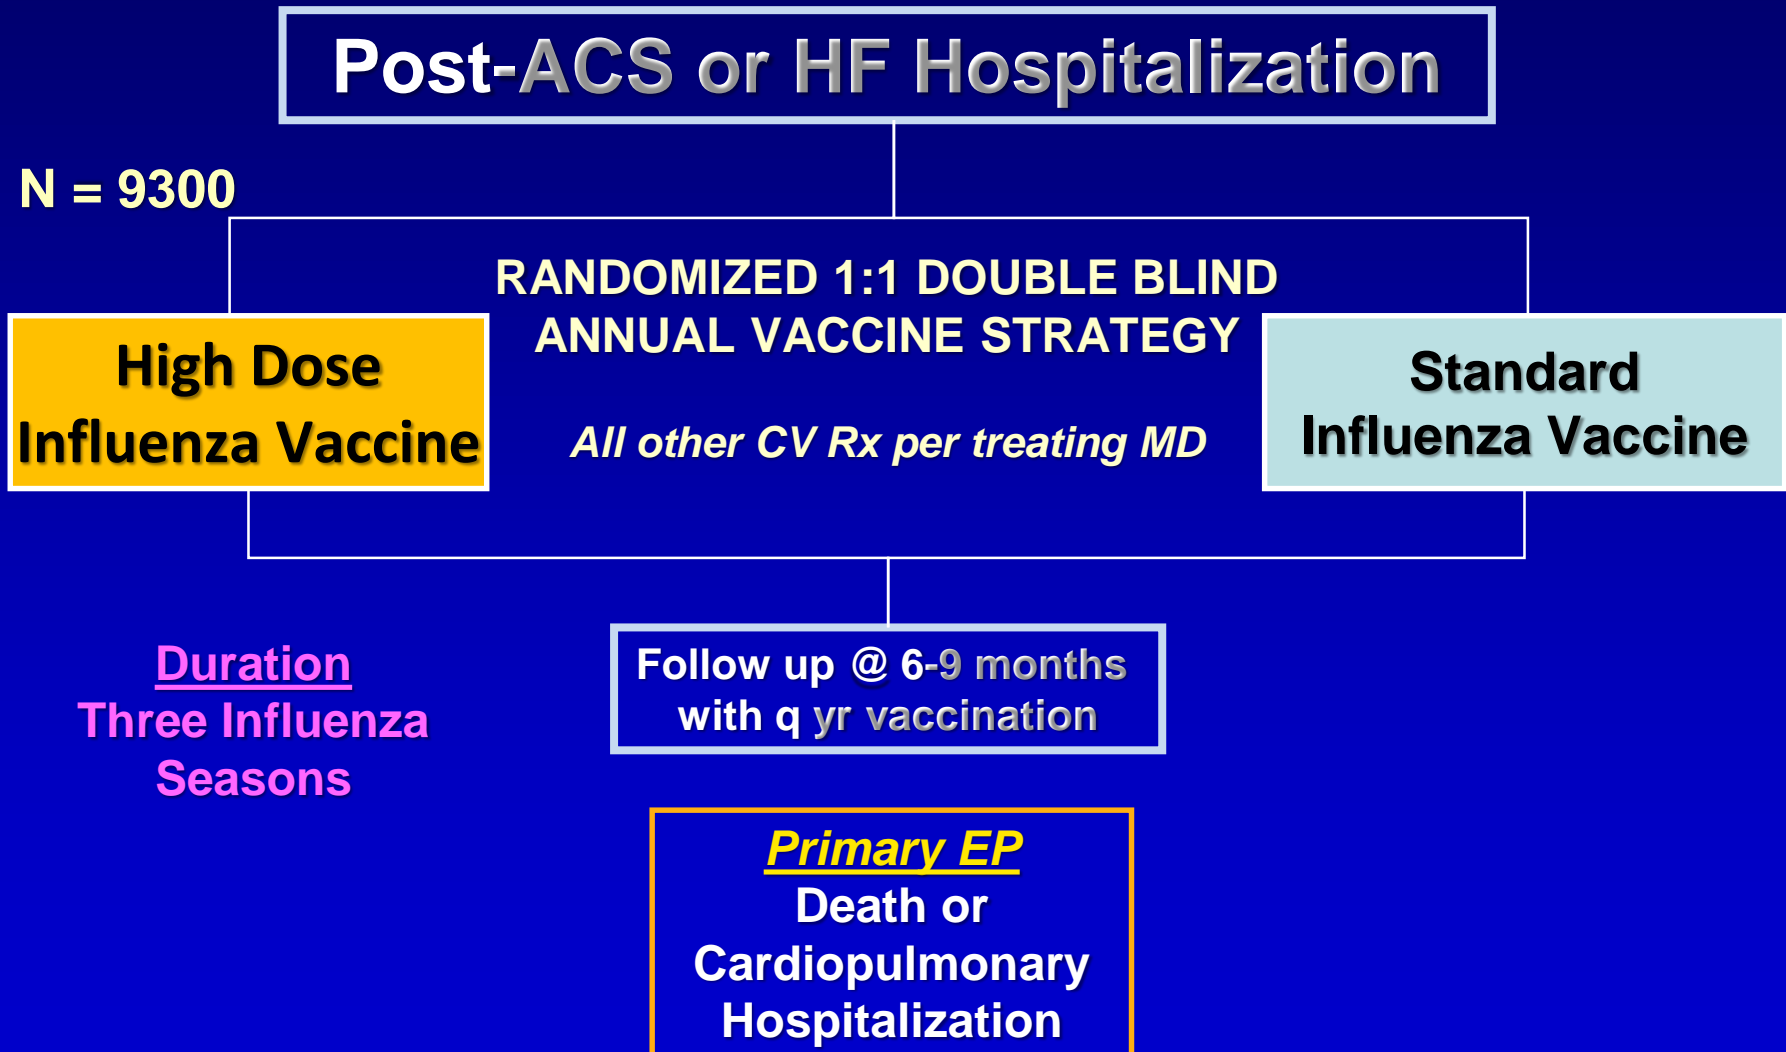 Post-ACS or HF Hospitalization
N = 9300
RANDOMIZED 1:1 DOUBLE BLIND
ANNUAL VACCINE STRATEGY
All other CV Rx per treating MD
High Dose
Influenza Vaccine
Standard
Influenza Vaccine
Duration
Three Influenza
Seasons
Follow up @ 6-9 months
with q yr vaccination
Primary EP
Death or
Cardiopulmonary
Hospitalization